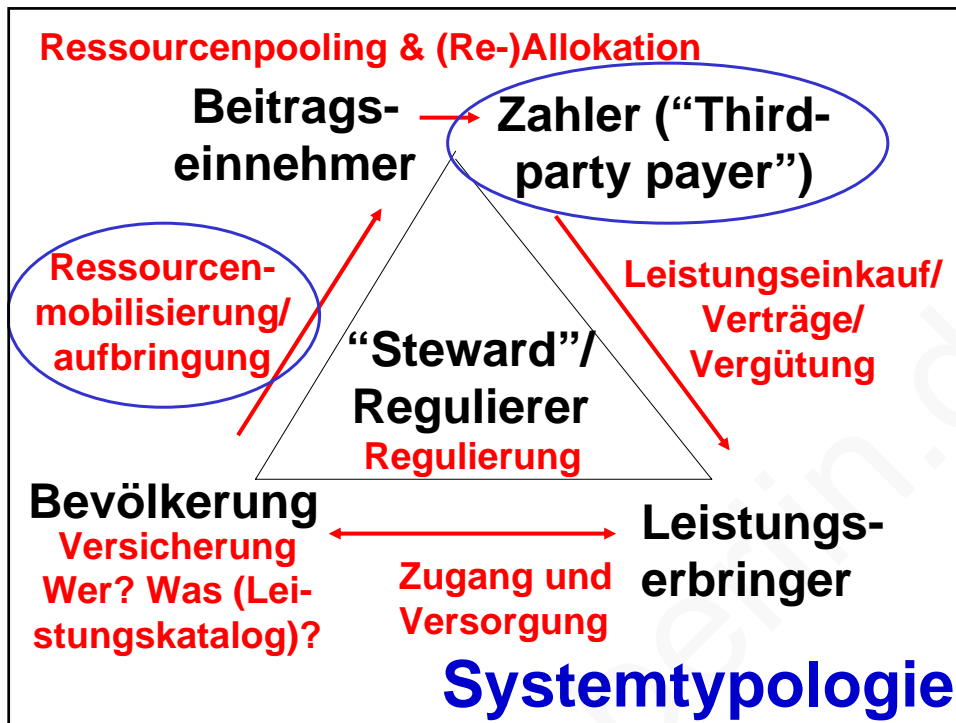 Ressourcenpooling & (Re-)Allokation
Beitrags-
einnehmer
Zahler (“Third-
party payer”)
Ressourcen-
mobilisierung/
aufbringung
Leistungseinkauf/
Verträge/
Vergütung
“Steward”/
Regulierer
Regulierung
Bevölkerung
Versicherung
Wer? Was (Lei-
stungskatalog)?
Zugang und
Versorgung
Leistungs-
erbringer
Systemtypologie